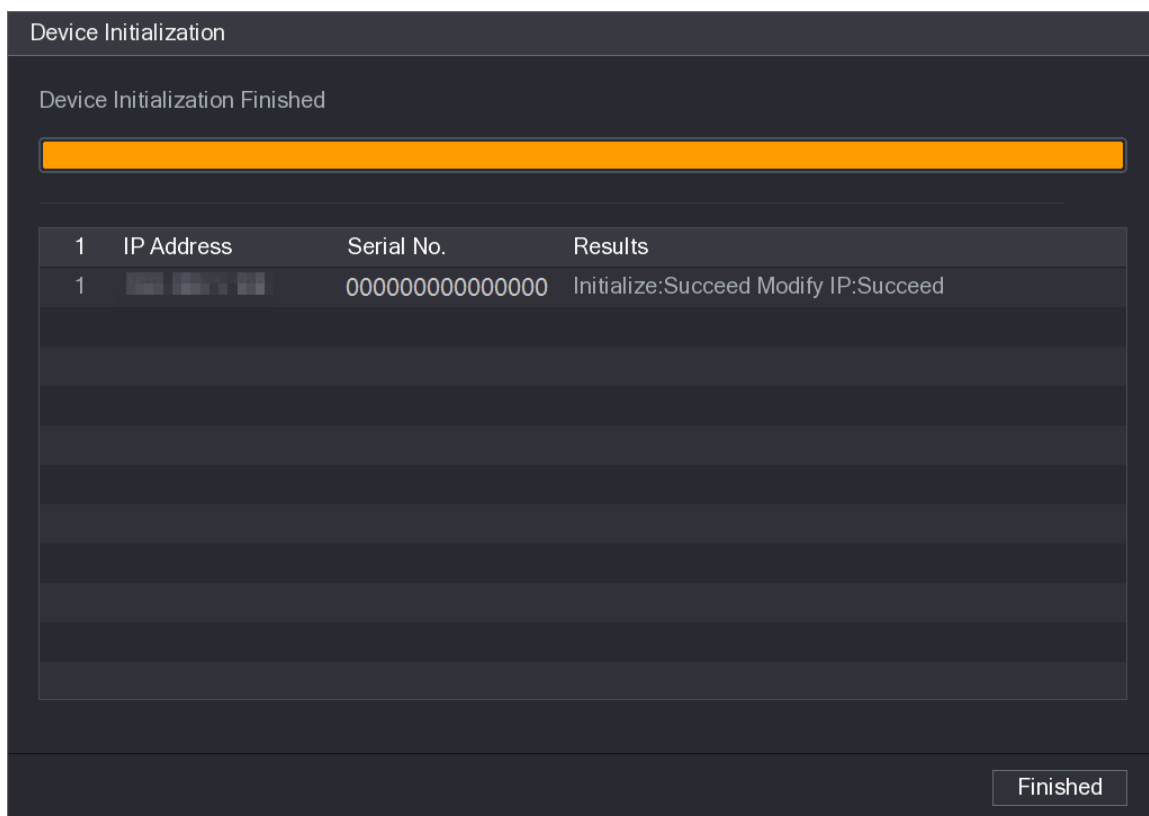 Device Initialization
Device Initialization Finished
1 IP Address Serial No. Results
1 000000000000000 Initialize:Succeed Modify IP:Succeed
Finished